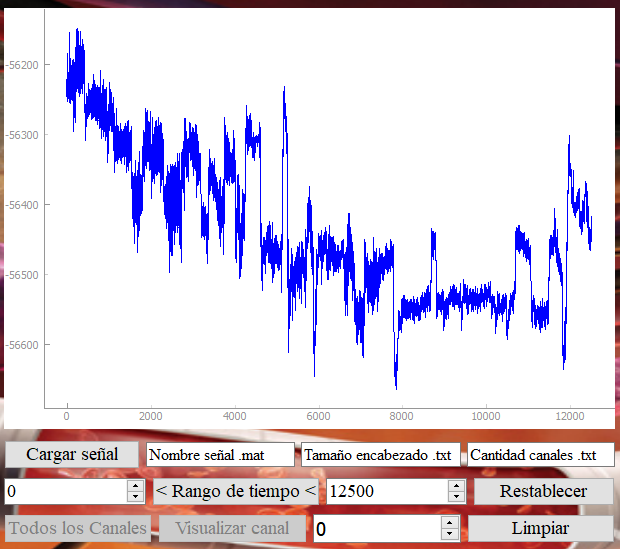 -56200
-56300
-56400
-56500
-56600
0 2000 4000 6000 8000 10000 12000
Cargar señal Nombre señal .mat Tamaño encabezado .txt Cantidad canales .txt
0 < Rango de tiempo < 12500 Restablecer
Todos los Canales Visualizar canal 0 Limpiar